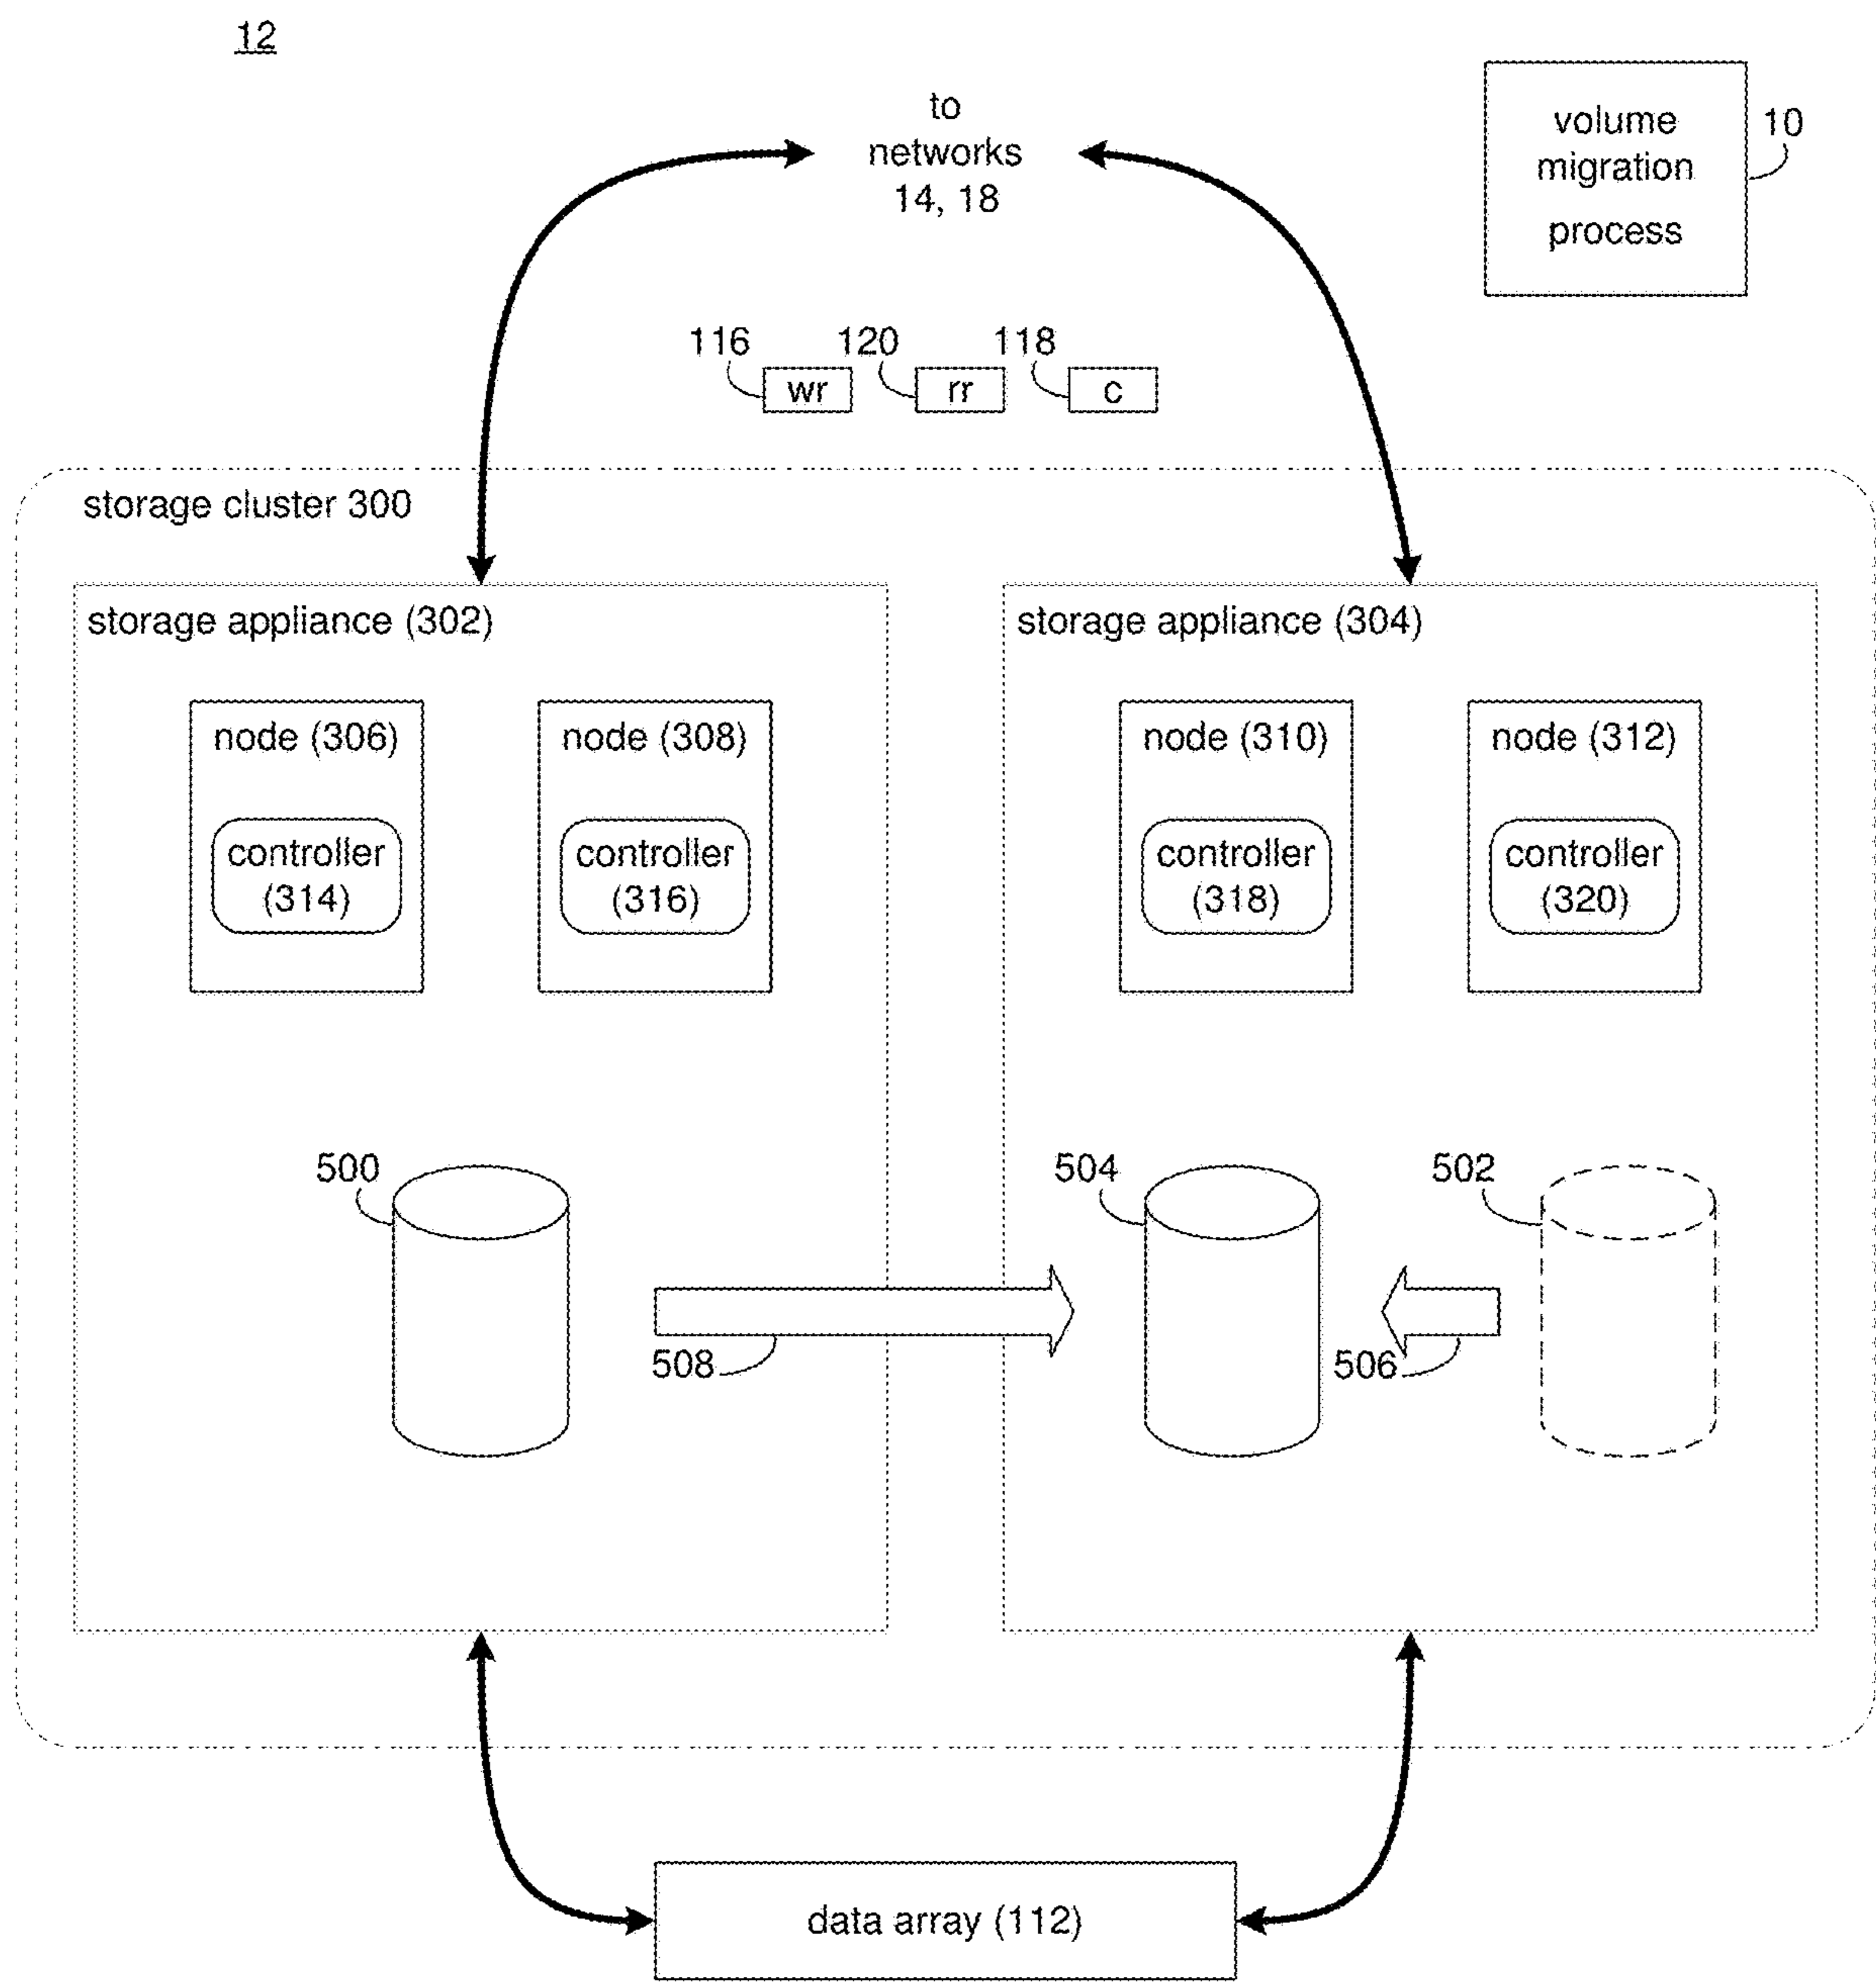 12
to
networks
14, 18
volume
migration
process
10
116
120
118
wr
rr
c
storage cluster 300
storage appliance (302)
storage appliance (304)
node (306)
node (308)
node (310)
node (312)
controller
(314)
controller
(316)
controller
(318)
controller
(320)
500
504
502
508
506
data array (112)